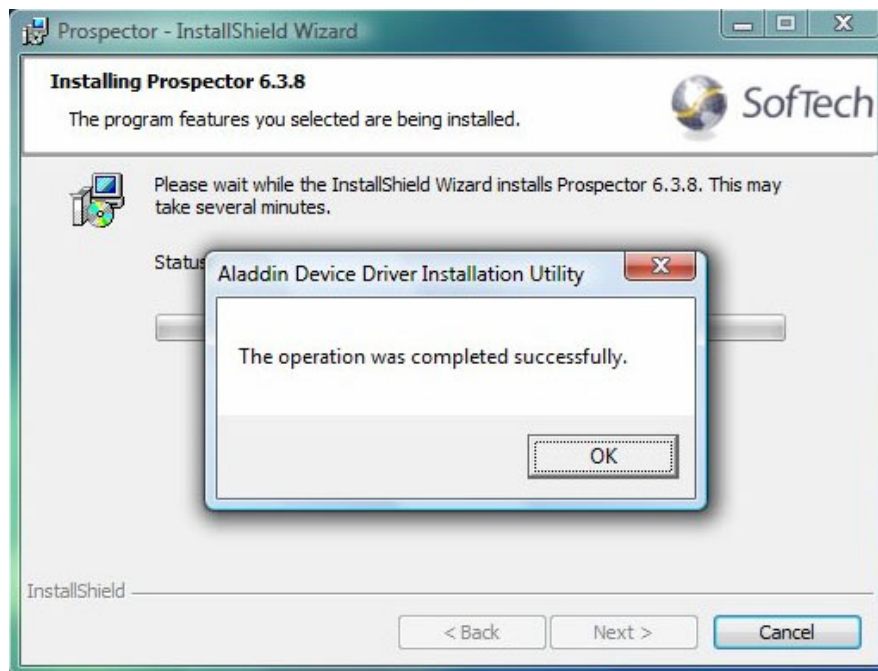 Prospector - InstallShield Wizard
Installing Prospector 6.3.8
The program features you selected are being installed.
SofTech
Please wait while the InstallShield Wizard installs Prospector 6.3.8. This may
take several minutes.
Status
Aladdin Device Driver Installation Utility
The operation was completed successfully.
OK
InstallShield
< Back
Next >
Cancel